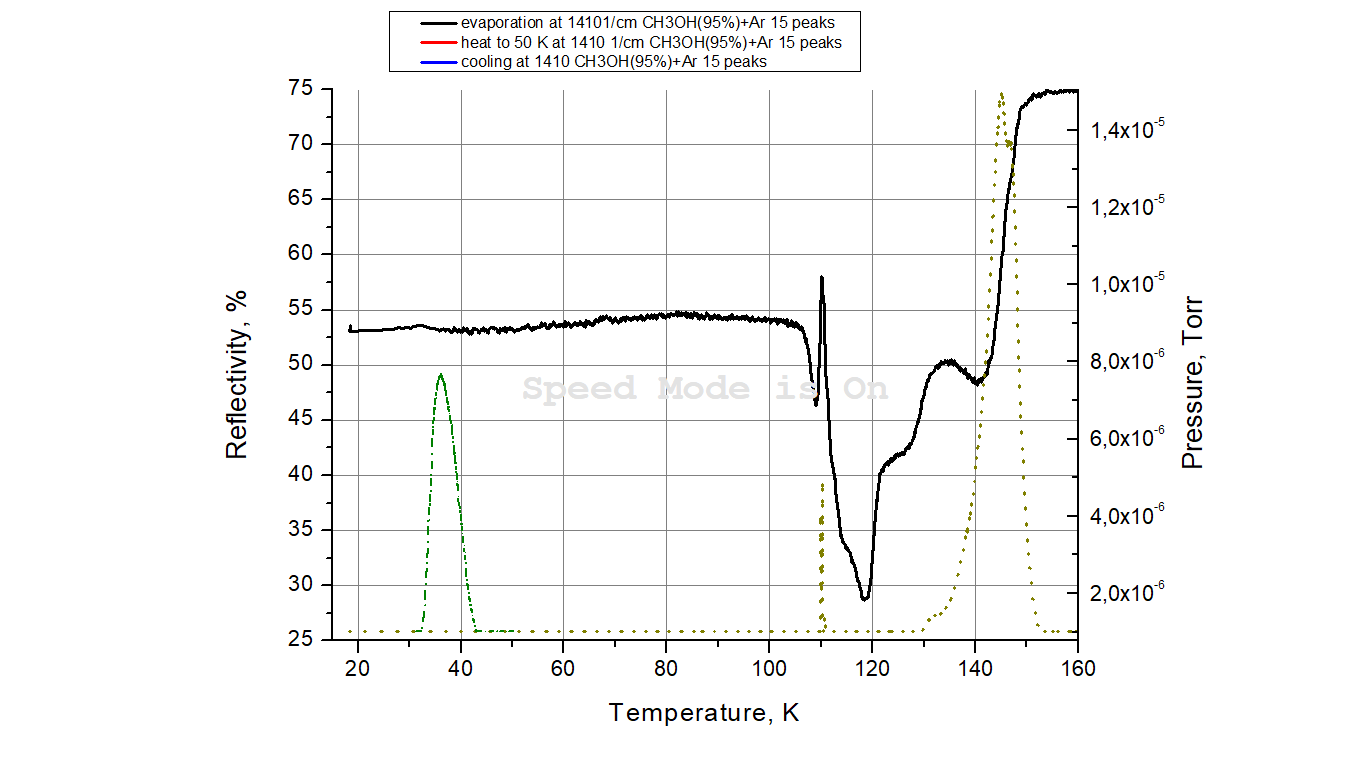 evaporation at 14101/cm CH3OH(95%)+Ar 15 peaks
heat to 50 K at 1410 1/cm CH3OH(95%)+Ar 15 peaks
cooling at 1410 CH3OH(95%)+Ar 15 peaks
75
70
65
60
55
50
45
40
35
30
25
Reflectivity, %
Speed Mode is On
1,4x10-5
1,2x10-5
1,0x10-5
8,0x10-6
6,0x10-6
4,0x10-6
2,0x10-6
Pressure, Torr
20 40 60 80 100 120 140 160
Temperature, K